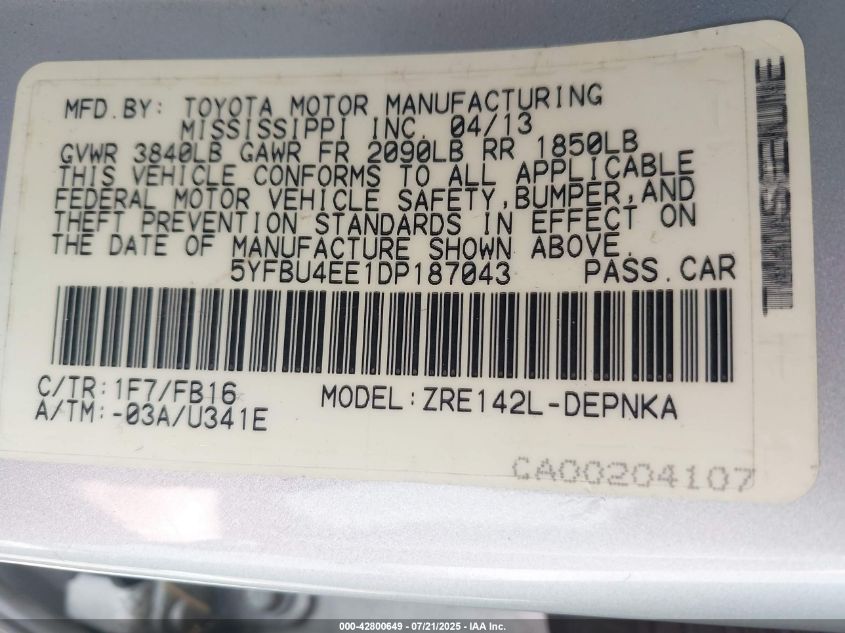 MFD.BY: TOYOTA MOTOR MANUFACTURING
MISSISSIPPI INC. 04/13
GVWR 3840LB GAWR FR 2090LB RR 1850LB
THIS VEHICLE CONFORMS TO ALL APPLICABLE
FEDERAL MOTOR VEHICLE SAFETY,BUMPER,AND
THEFT PREVENTION STANDARDS IN EFFECT ON
THE DATE OF MANUFACTURE SHOWN ABOVE.
5YFBU4EE1DP187043 PASS.CAR
C/TR:1F7/FB16
A/TM:-03A/U341E
MODEL:ZRE142L-DEPNKA
CA00204107
000-42800649 - 07/21/2025 - IAA Inc.